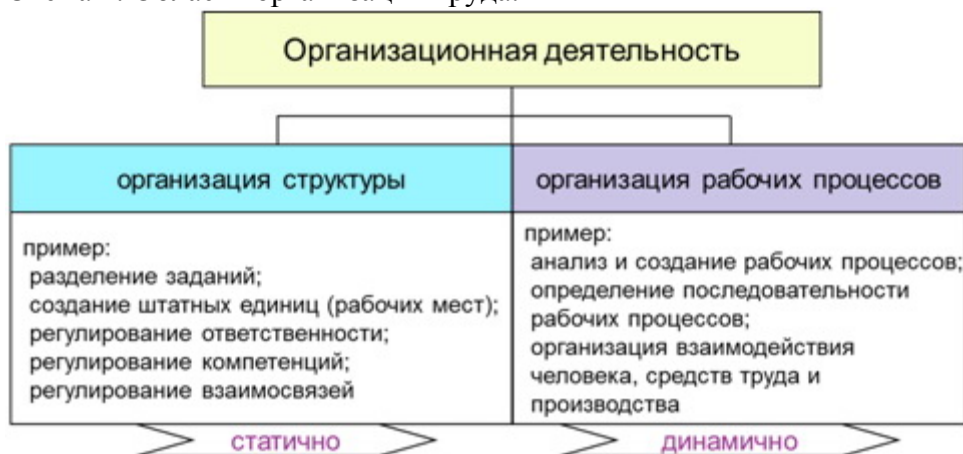 Организационная деятельность
организация структуры
организация рабочих процессов
пример:
разделение заданий;
создание штатных единиц (рабочих мест);
регулирование ответственности;
регулирование компетенций;
регулирование взаимосвязей
пример:
анализ и создание рабочих процессов;
определение последовательности
рабочих процессов;
организация взаимодействия
человека, средств труда и
производства
статично
динамично